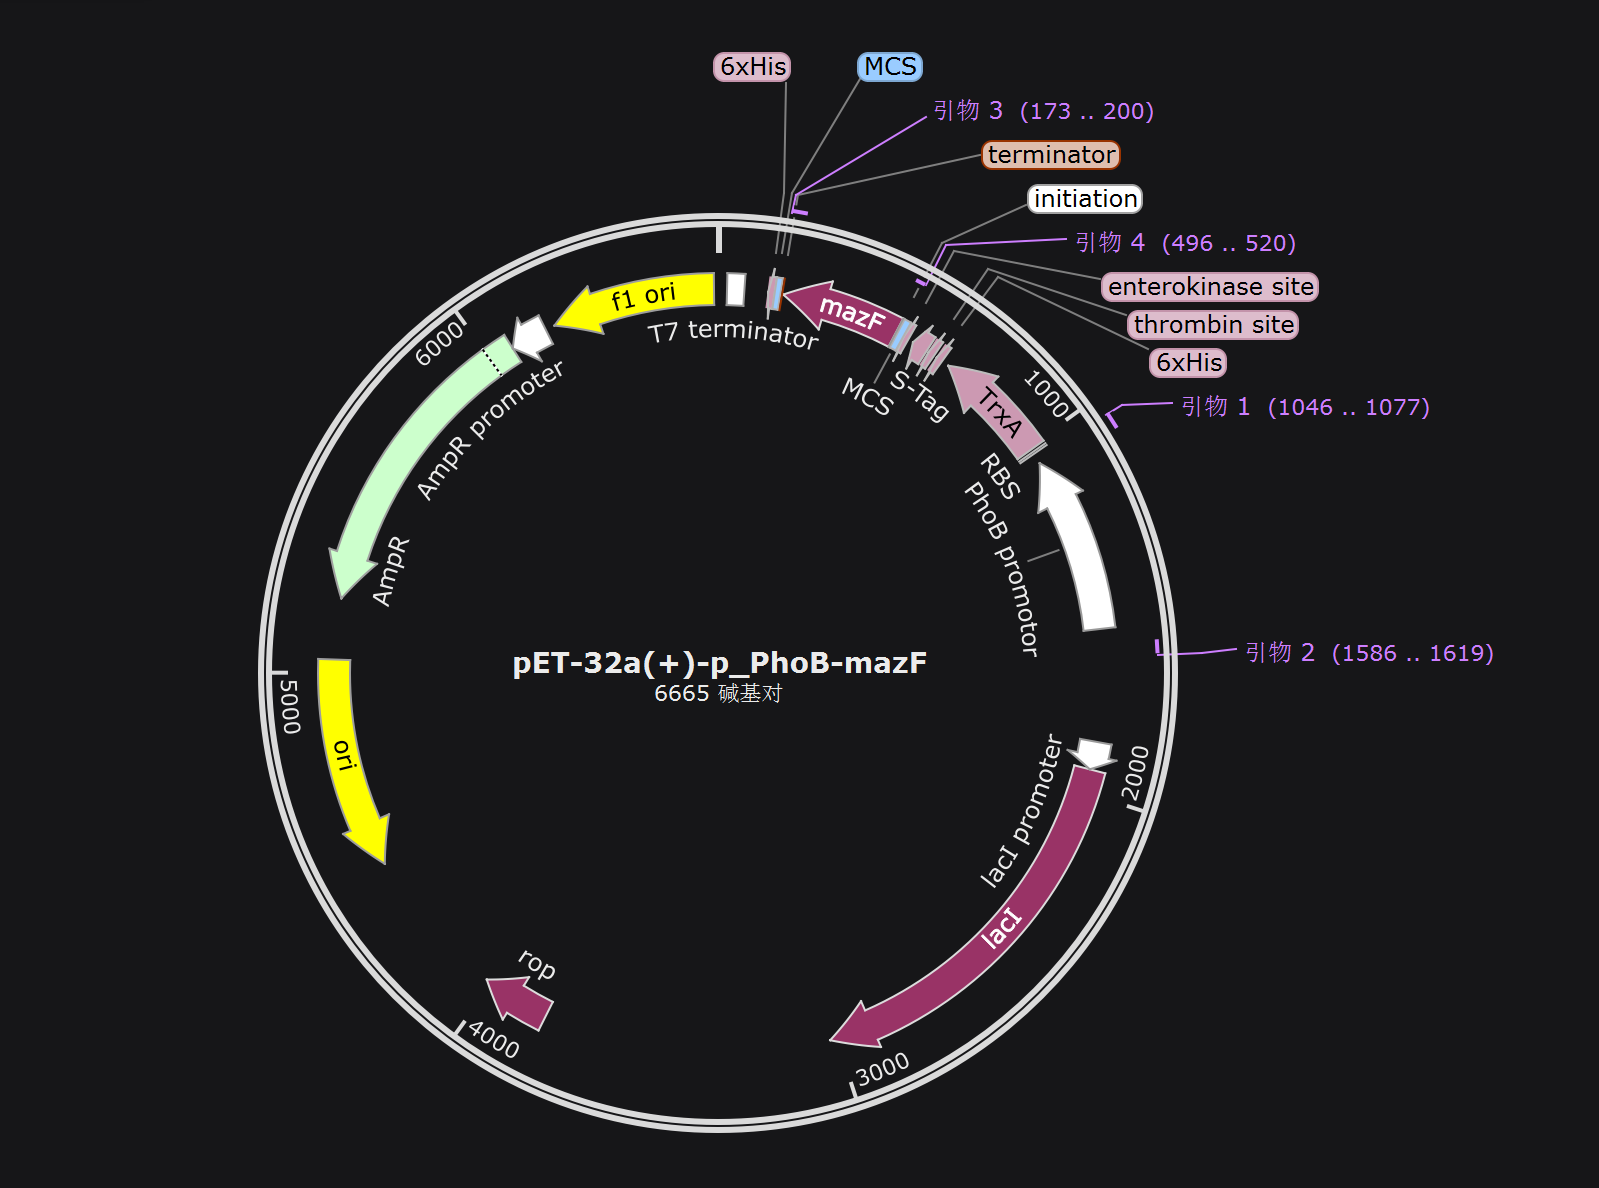 6xHis
MCS
引物 3 (173 .. 200)
terminator
initiation
引物 4 (496 .. 520)
enterokinase site
thrombin site
6xHis
引物 1 (1046 .. 1077)
引物 2 (1586 .. 1619)
f1 ori
T7 terminator
mazF
MCS
S-Tag
TrxA
1000
RBS
PhoB promotor
6000
AmpR promoter
AmpR
pET-32a(+)-p_PhoB-mazF
6665 碱基对
5000
ori
lacI promoter
2000
lacI
rop
4000
3000